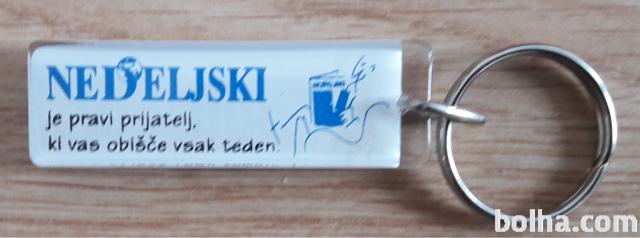 NEDELJSKI
je pravi prijatelj,
ki vas obišče vsak teden.
bolha.com